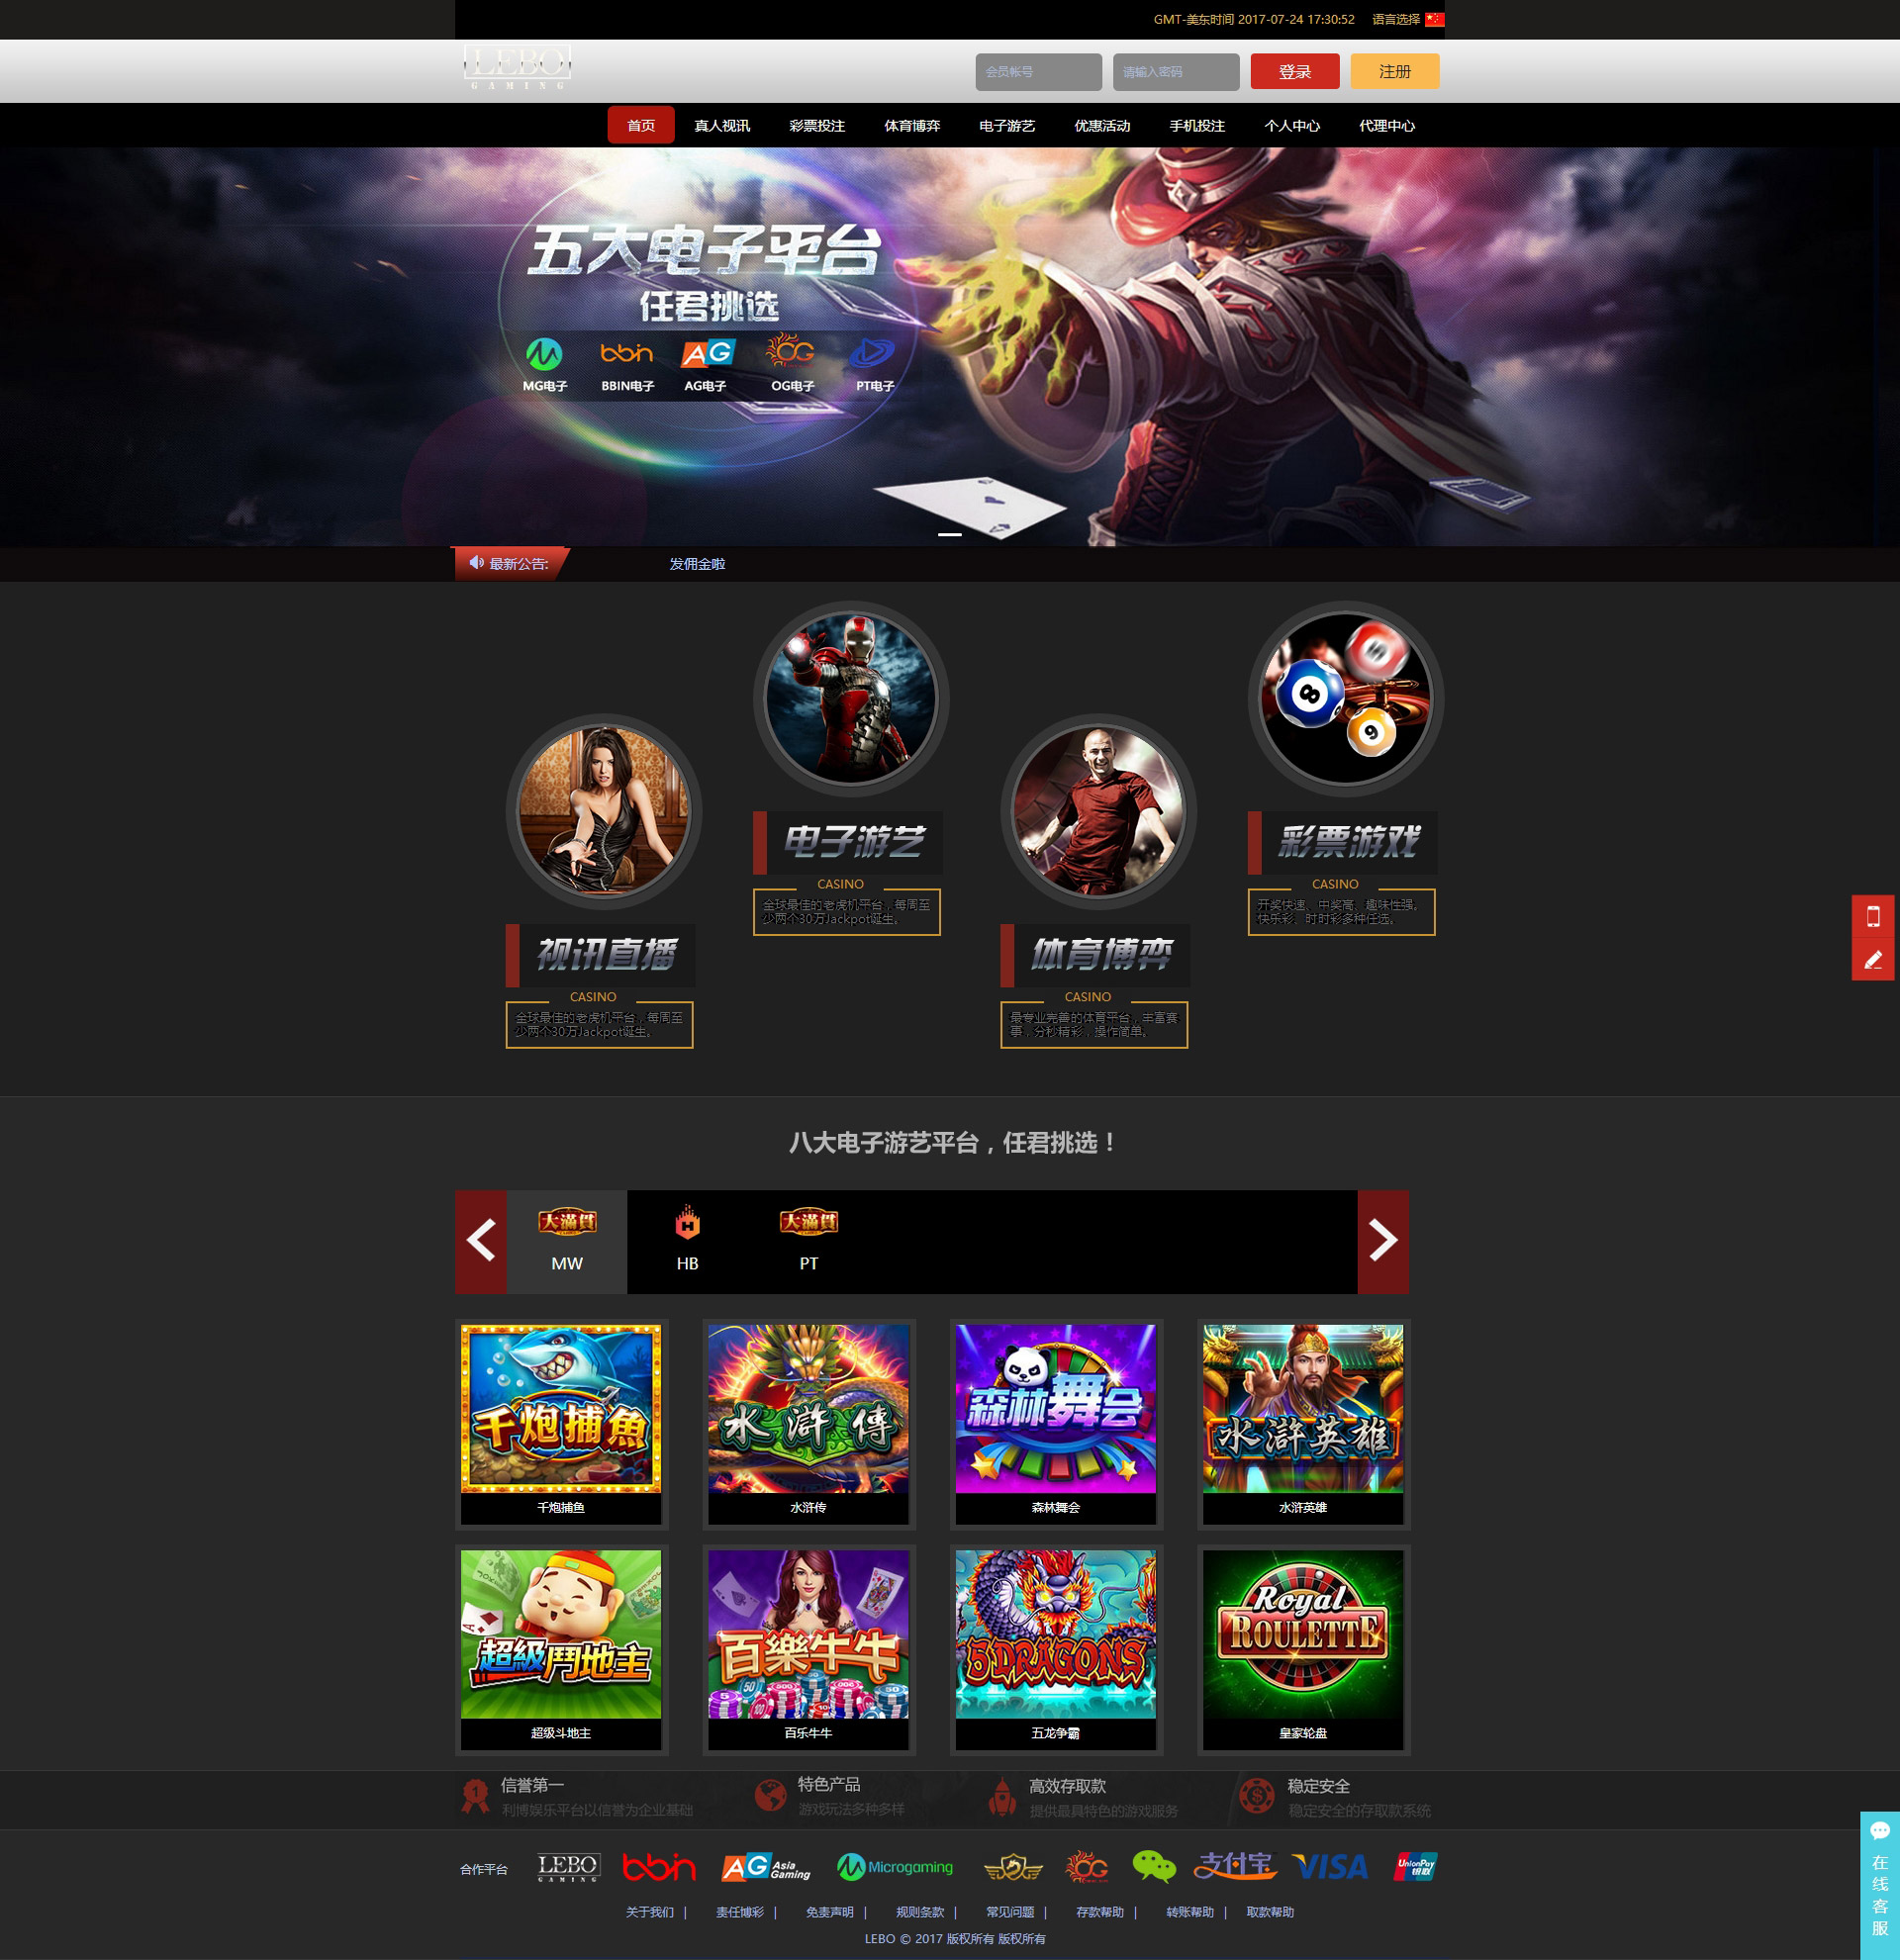 GMT-美东时间 2017-07-24 17:30:52 语言选择
LEBO
GAMING
会员帐号 请输入密码 登录 注册
首页 真人视讯 彩票投注 体育博弈 电子游艺 优惠活动 手机投注 个人中心 代理中心
五大电子平台
任君挑选
bbin AG OG
MG电子 BBIN电子 AG电子 OG电子 PT电子
最新公告: 发佣金啦
电子游艺
CASINO
全球最佳的老虎机平台，每周至
少两个30万Jackpot诞生。
彩票游戏
CASINO
开奖快速、中奖高、趣味性强。
快乐彩、时时彩多种任选。
视讯直播
CASINO
全球最佳的老虎机平台，每周至
少两个30万Jackpot诞生。
体育博弈
CASINO
最专业完善的体育平台，丰富赛
事，分秒精彩，操作简单。
八大电子游艺平台，任君挑选！
大滿貫 H 大滿貫
MW HB PT
千炮捕魚 水滸傳 森林舞会 水滸英雄
千炮捕鱼 水浒传 森林舞会 水浒英雄
超級鬥地主 百樂牛牛 5 DRAGONS Royal ROULETTE
超级斗地主 百乐牛牛 五龙争霸 皇家轮盘
信誉第一 特色产品 高效存取款 稳定安全
利博娱乐平台以信誉为企业基础 游戏玩法多种多样 提供最具特色的游戏服务 稳定安全的存取款系统
合作平台 LEBO GAMING bbin AG Asia Gaming Microgaming OG 支付宝 VISA UnionPay 银联
关于我们 | 责任博彩 | 免责声明 | 规则条款 | 常见问题 | 存款帮助 | 转账帮助 | 取款帮助
LEBO © 2017 版权所有 版权所有
在线客服